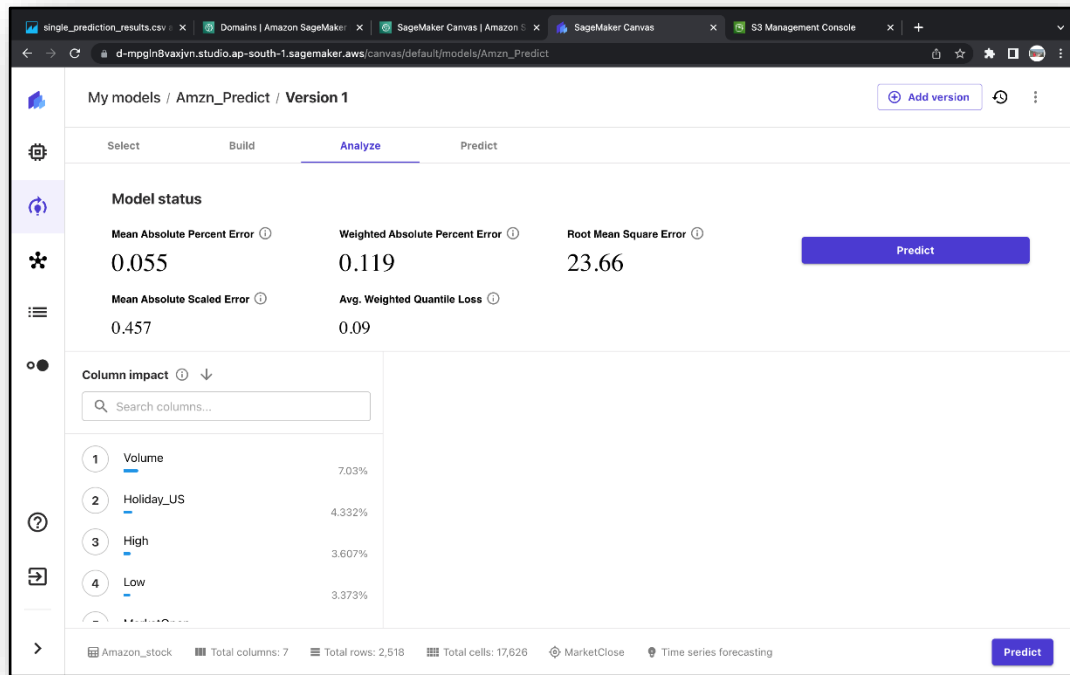 single_prediction_results.csv
Domains | Amazon SageMaker
SageMaker Canvas | Amazon S
SageMaker Canvas
S3 Management Console
d-mpgln8vaxjvn.studio.ap-south-1.sagemaker.aws/canvas/default/models/Amzn_Predict
My models / Amzn_Predict / Version 1
Add version
Select Build Analyze Predict
Model status
Mean Absolute Percent Error Weighted Absolute Percent Error Root Mean Square Error
0.055 0.119 23.66
Predict
Mean Absolute Scaled Error Avg. Weighted Quantile Loss
0.457 0.09
Column impact
Search columns...
1 Volume
7.03%
2 Holiday_US
4.332%
3 High
3.607%
4 Low
3.373%
Amazon_stock Total columns: 7 Total rows: 2,518 Total cells: 17,626 MarketClose Time series forecasting Predict